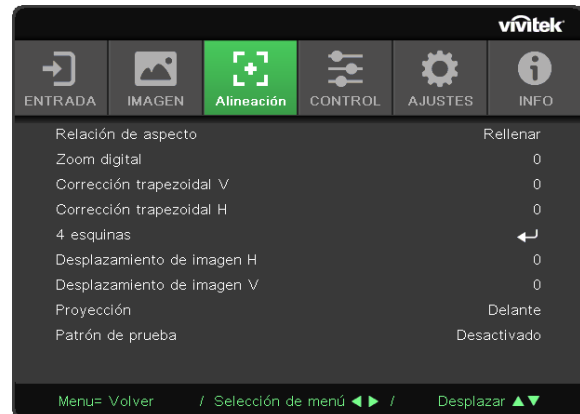 vivitek
ENTRADA IMAGEN Alineación CONTROL AJUSTES INFO
Relación de aspecto Rellenar
Zoom digital 0
Corrección trapezoidal V 0
Corrección trapezoidal H 0
4 esquinas
Desplazamiento de imagen H 0
Desplazamiento de imagen V 0
Proyección Delante
Patrón de prueba Desactivado
Menu= Volver / Selección de menú ◀ ▶ / Desplazar ▲▼